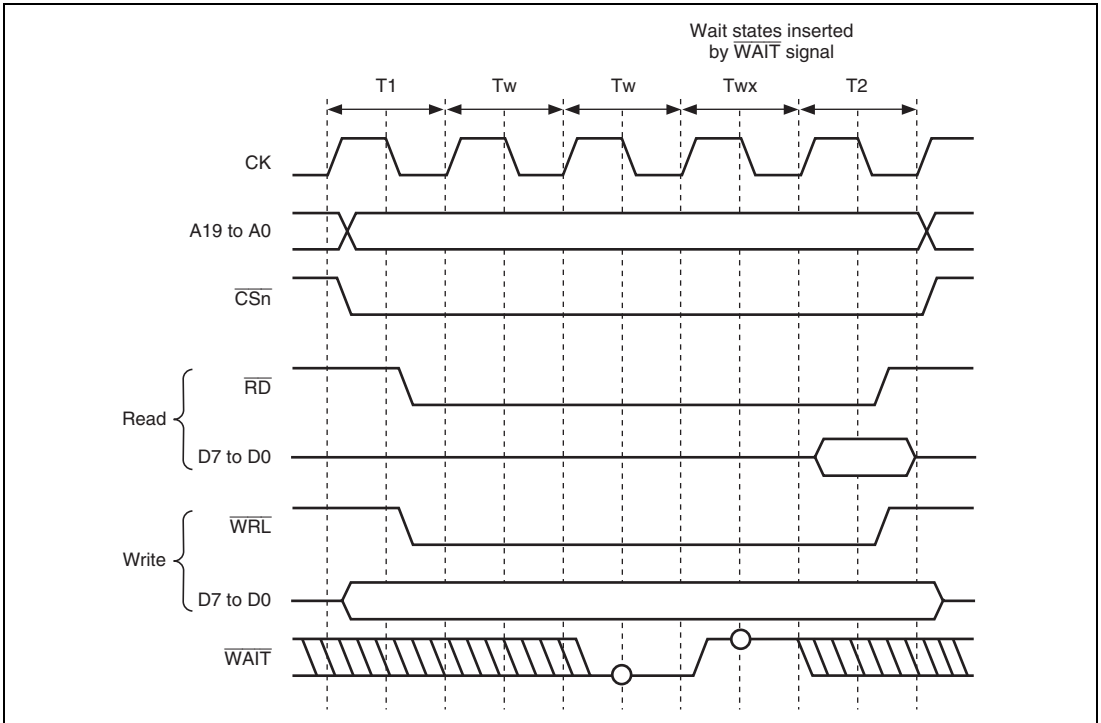 Wait states inserted
by WAIT signal
T1 Tw Tw Twx T2
CK
A19 to A0
CSn
RD
Read
D7 to D0
WRL
Write
D7 to D0
WAIT